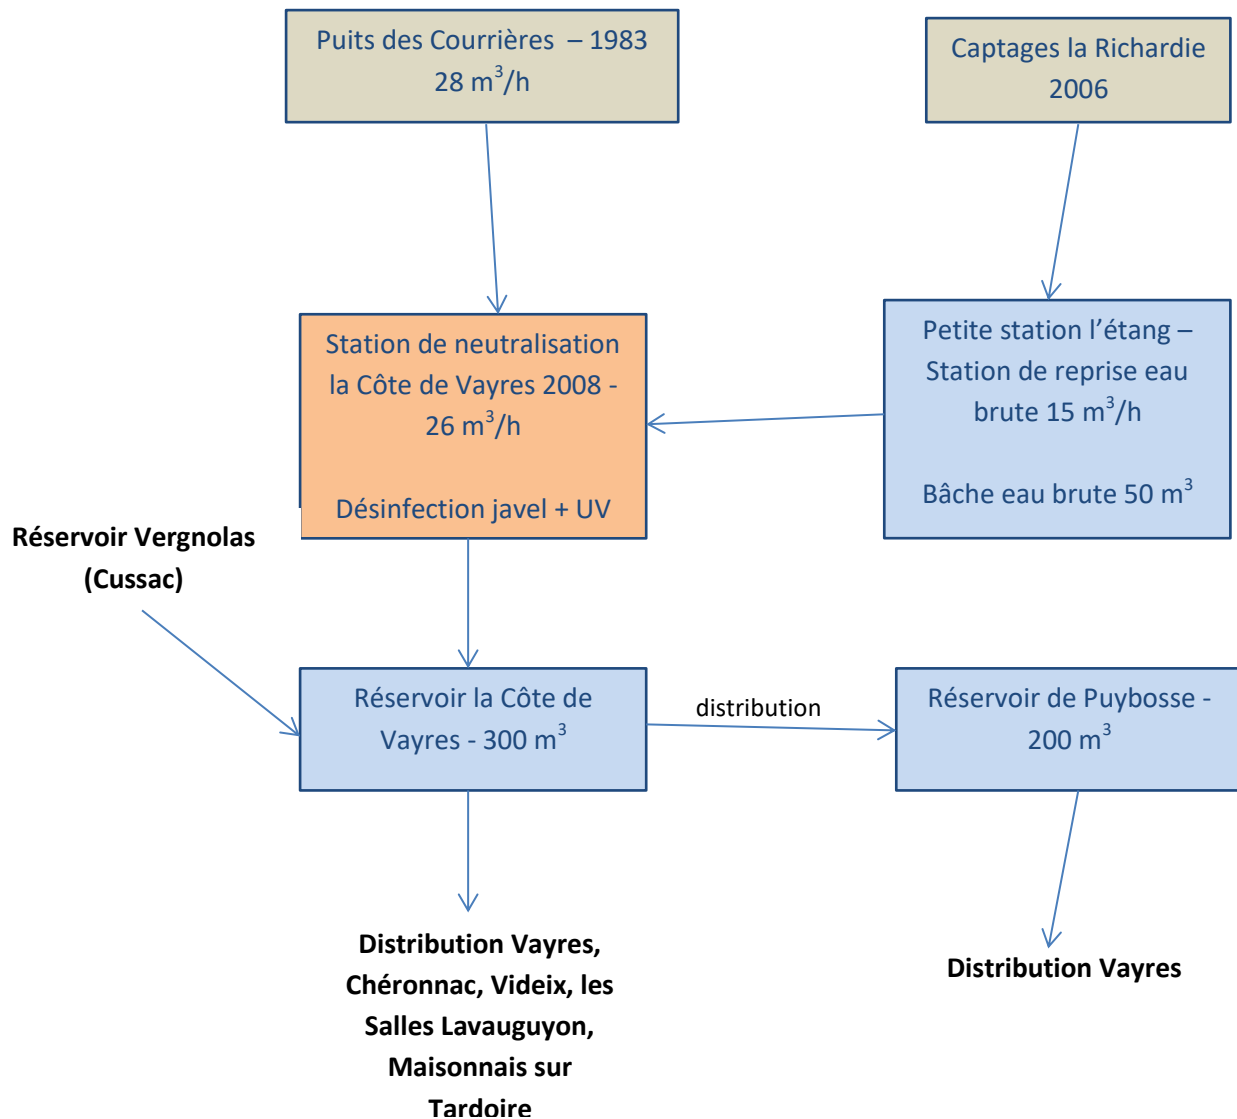 Puits des Courrières – 1983
28 m³/h
Captages la Richardie
2006
Station de neutralisation
la Côte de Vayres 2008 -
26 m³/h
Désinfection javel + UV
Petite station l’étang –
Station de reprise eau
brute 15 m³/h
Bâche eau brute 50 m³
Réservoir Vergnolas
(Cussac)
Réservoir la Côte de
Vayres - 300 m³
distribution
Réservoir de Puybosse -
200 m³
Distribution Vayres,
Chéronnac, Videix, les
Salles Lavauguyon,
Maisonnais sur
Tardoire
Distribution Vayres